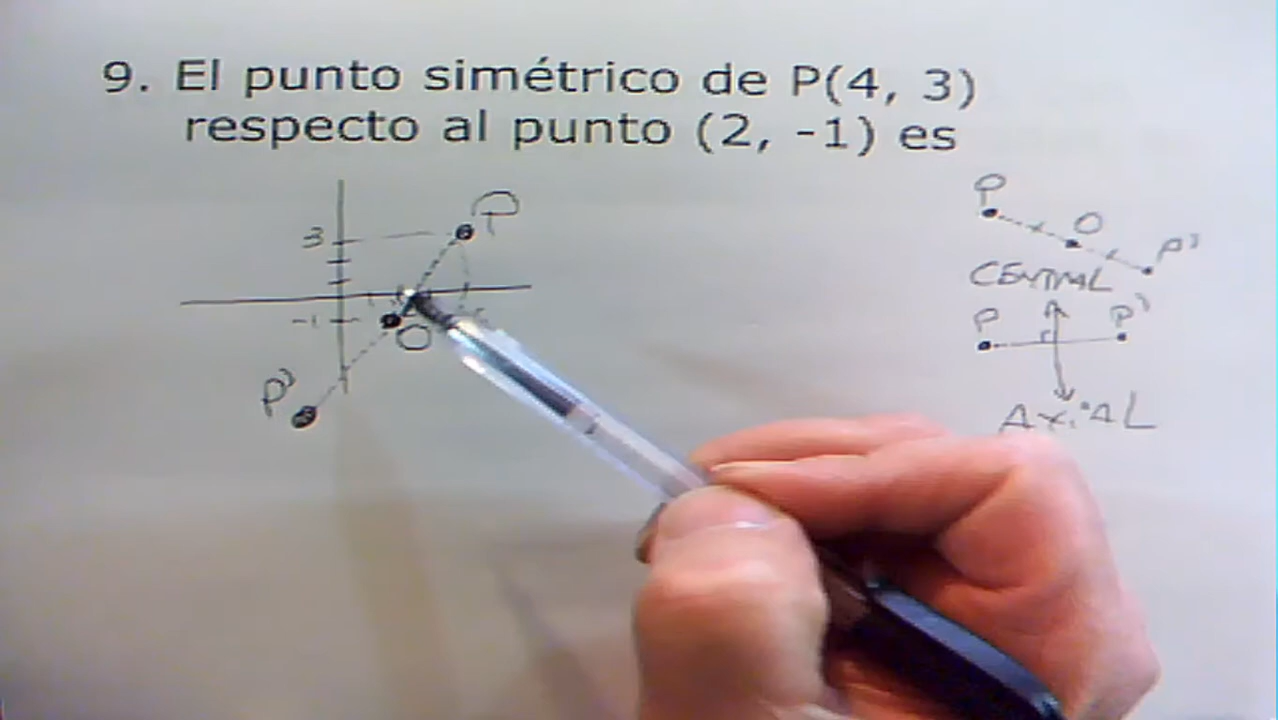 9. El punto simétrico de P(4, 3)
respecto al punto (2, -1) es
P
3
-1
O
P'
P
O
P'
CENTRAL
P
P'
AXIAL